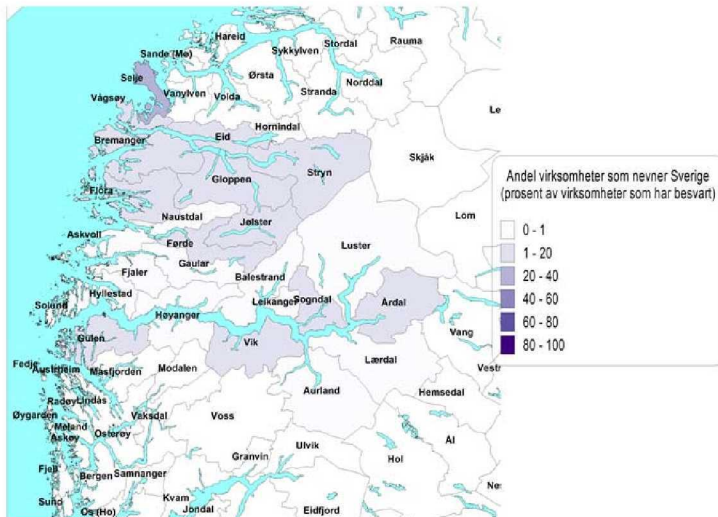 Hareid
Stordal
Rauma
Sande (Mø)
Sykkylven
Selje
Ørsta
Norddal
Vanylven
Volda
Stranda
Vågsøy
Hornindal
Bremanger
Eid
Skjåk
Gloppen
Stryn
Flora
Naustdal
Lom
Jølster
Askvoll
Førde
Luster
Fjaler
Gaular
Balestrand
Hyllestad
Leikanger
Sogndal
Årdal
Solund
Høyanger
Vang
Gulen
Vik
Lærdal
Fedje
Austrheim
Masfjorden
Modalen
Vestr
Hemsedal
Radøy
Lindås
Aurland
Øygarden
Vaksdal
Voss
Meland
Askøy
Osterøy
Ål
Ulvik
Hol
Fjell
Granvin
Bergen
Samnanger
Nes
Kvam
Sund
Os (Ho)
Jondal
Eidfjord
Le
Andel virksomheter som nevner Sverige
(prosent av virksomheter som har besvart)
0 - 1
1 - 20
20 - 40
40 - 60
60 - 80
80 - 100